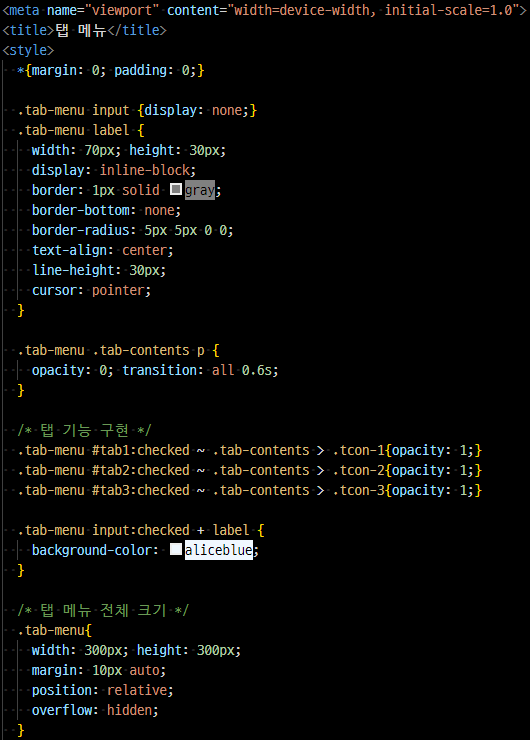 <meta name="viewport" content="width=device-width, initial-scale=1.0">
<title>탭 메뉴</title>
<style>
*{margin: 0; padding: 0;}
.tab-menu input {display: none;}
.tab-menu label {
width: 70px; height: 30px;
display: inline-block;
border: 1px solid gray;
border-bottom: none;
border-radius: 5px 5px 0 0;
text-align: center;
line-height: 30px;
cursor: pointer;
}
.tab-menu .tab-contents p {
opacity: 0; transition: all 0.6s;
}
/* 탭 기능 구현 */
.tab-menu #tab1:checked ~ .tab-contents > .tcon-1{opacity: 1;}
.tab-menu #tab2:checked ~ .tab-contents > .tcon-2{opacity: 1;}
.tab-menu #tab3:checked ~ .tab-contents > .tcon-3{opacity: 1;}
.tab-menu input:checked + label {
background-color: aliceblue;
}
/* 탭 메뉴 전체 크기 */
.tab-menu{
width: 300px; height: 300px;
margin: 10px auto;
position: relative;
overflow: hidden;
}